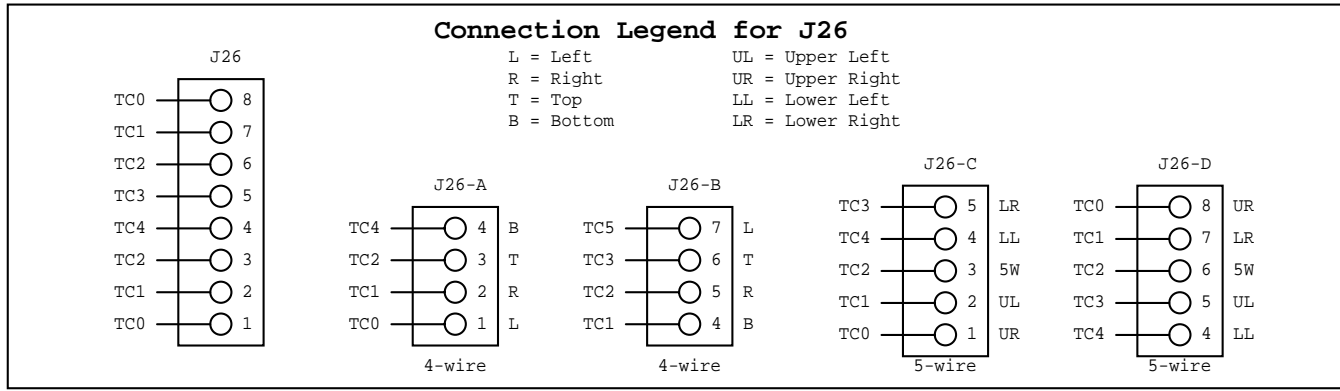 Connection Legend for J26
L = Left
R = Right
T = Top
B = Bottom
UL = Upper Left
UR = Upper Right
LL = Lower Left
LR = Lower Right
J26
TC0 8
TC1 7
TC2 6
TC3 5
TC4 4
TC2 3
TC1 2
TC0 1
J26-A
TC4 4 B
TC2 3 T
TC1 2 R
TC0 1 L
4-wire
J26-B
TC5 7 L
TC3 6 T
TC2 5 R
TC1 4 B
4-wire
J26-C
TC3 5 LR
TC4 4 LL
TC2 3 5W
TC1 2 UL
TC0 1 UR
5-wire
J26-D
TC0 8 UR
TC1 7 LR
TC2 6 5W
TC3 5 UL
TC4 4 LL
5-wire